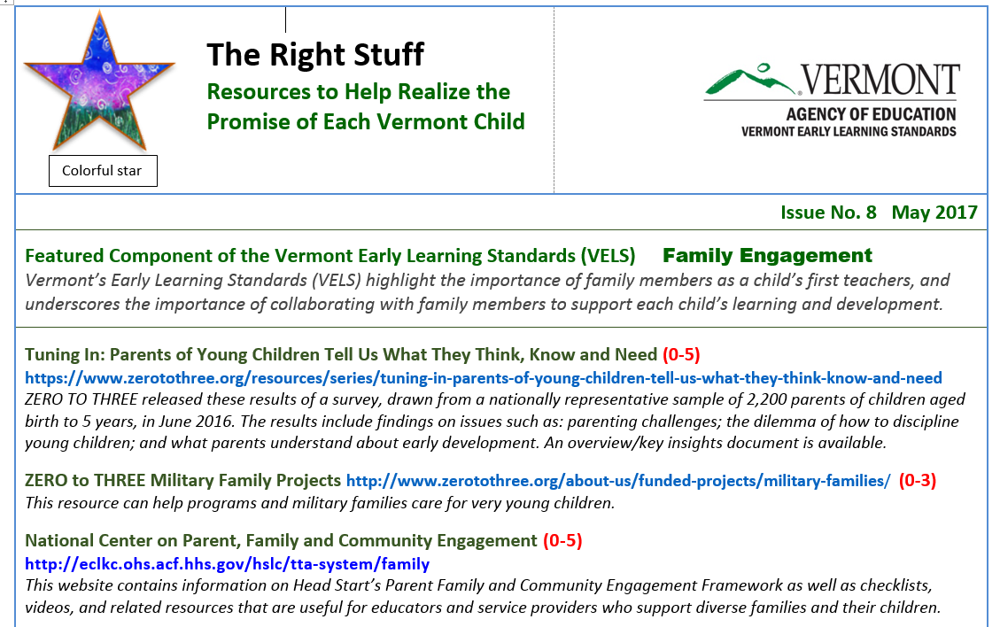 The Right Stuff
Resources to Help Realize the
Promise of Each Vermont Child
Colorful star
VERMONT
AGENCY OF EDUCATION
VERMONT EARLY LEARNING STANDARDS
Issue No. 8 May 2017
Featured Component of the Vermont Early Learning Standards (VELS) Family Engagement
Vermont's Early Learning Standards (VELS) highlight the importance of family members as a child's first teachers, and
underscores the importance of collaborating with family members to support each child's learning and development.
Tuning In: Parents of Young Children Tell Us What They Think, Know and Need (0-5)
https://www.zerotothree.org/resources/series/tuning-in-parents-of-young-children-tell-us-what-they-think-know-and-need
ZERO TO THREE released these results of a survey, drawn from a nationally representative sample of 2,200 parents of children aged
birth to 5 years, in June 2016. The results include findings on issues such as: parenting challenges; the dilemma of how to discipline
young children; and what parents understand about early development. An overview/key insights document is available.
ZERO to THREE Military Family Projects http://www.zerotothree.org/about-us/funded-projects/military-families/ (0-3)
This resource can help programs and military families care for very young children.
National Center on Parent, Family and Community Engagement (0-5)
http://eclkc.ohs.acf.hhs.gov/hslc/tta-system/family
This website contains information on Head Start's Parent Family and Community Engagement Framework as well as checklists,
videos, and related resources that are useful for educators and service providers who support diverse families and their children.